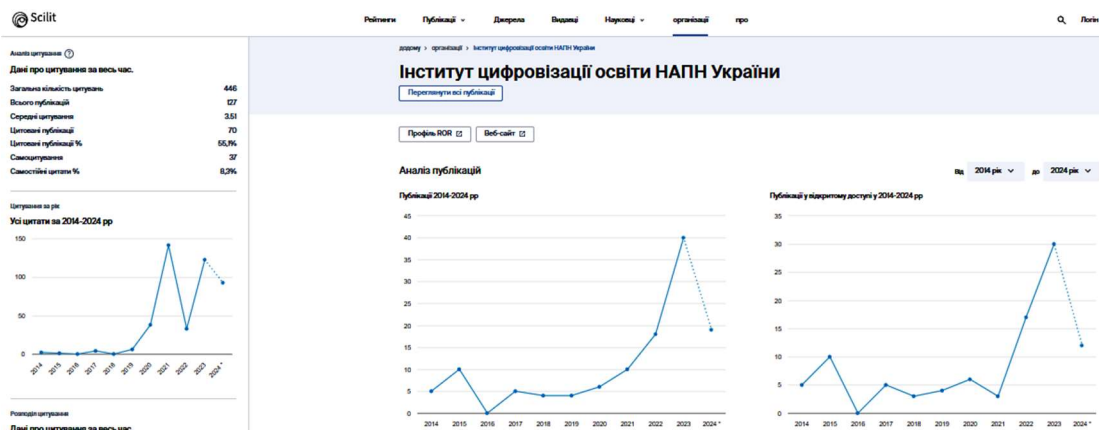 Scilit
Рейтинги Публікації Джерела Видавці Науковці організації про
Логін
Аналіз цитування ?
Дані про цитування за весь час.
Загальна кількість цитувань 446
Всього публікацій 127
Середні цитування 3.51
Цитовані публікації 70
Цитовані публікації % 55,1%
Самоцитування 37
Самостійні цитати % 8,3%
Цитування за рік
Усі цитати за 2014-2024 рр
150
100
50
0
2014 2015 2016 2017 2018 2019 2020 2021 2022 2023 2024 *
Розподіл цитування
Дані про цитування за весь час
додому > організації > Інститут цифровізації освіти НАПН України
Інститут цифровізації освіти НАПН України
Переглянути всі публікації
Профіль ROR Веб-сайт
Аналіз публікацій
Від 2014 рік до 2024 рік
Публікації 2014-2024 рр
45
40
35
30
25
20
15
10
5
0
2014 2015 2016 2017 2018 2019 2020 2021 2022 2023 2024 *
Публікації у відкритому доступі у 2014-2024 рр
35
30
25
20
15
10
5
0
2014 2015 2016 2017 2018 2019 2020 2021 2022 2023 2024 *